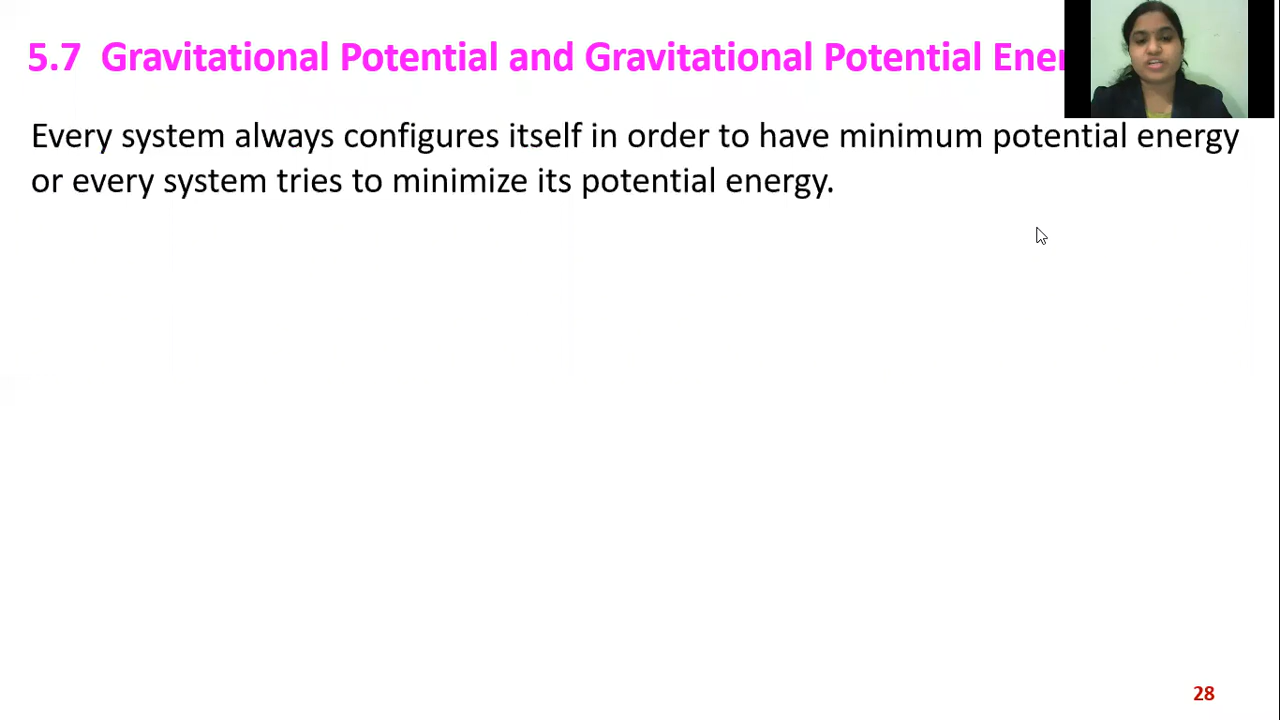 5.7 Gravitational Potential and Gravitational Potential
Every system always configures itself in order to have minimum potential energy
or every system tries to minimize its potential energy.
28